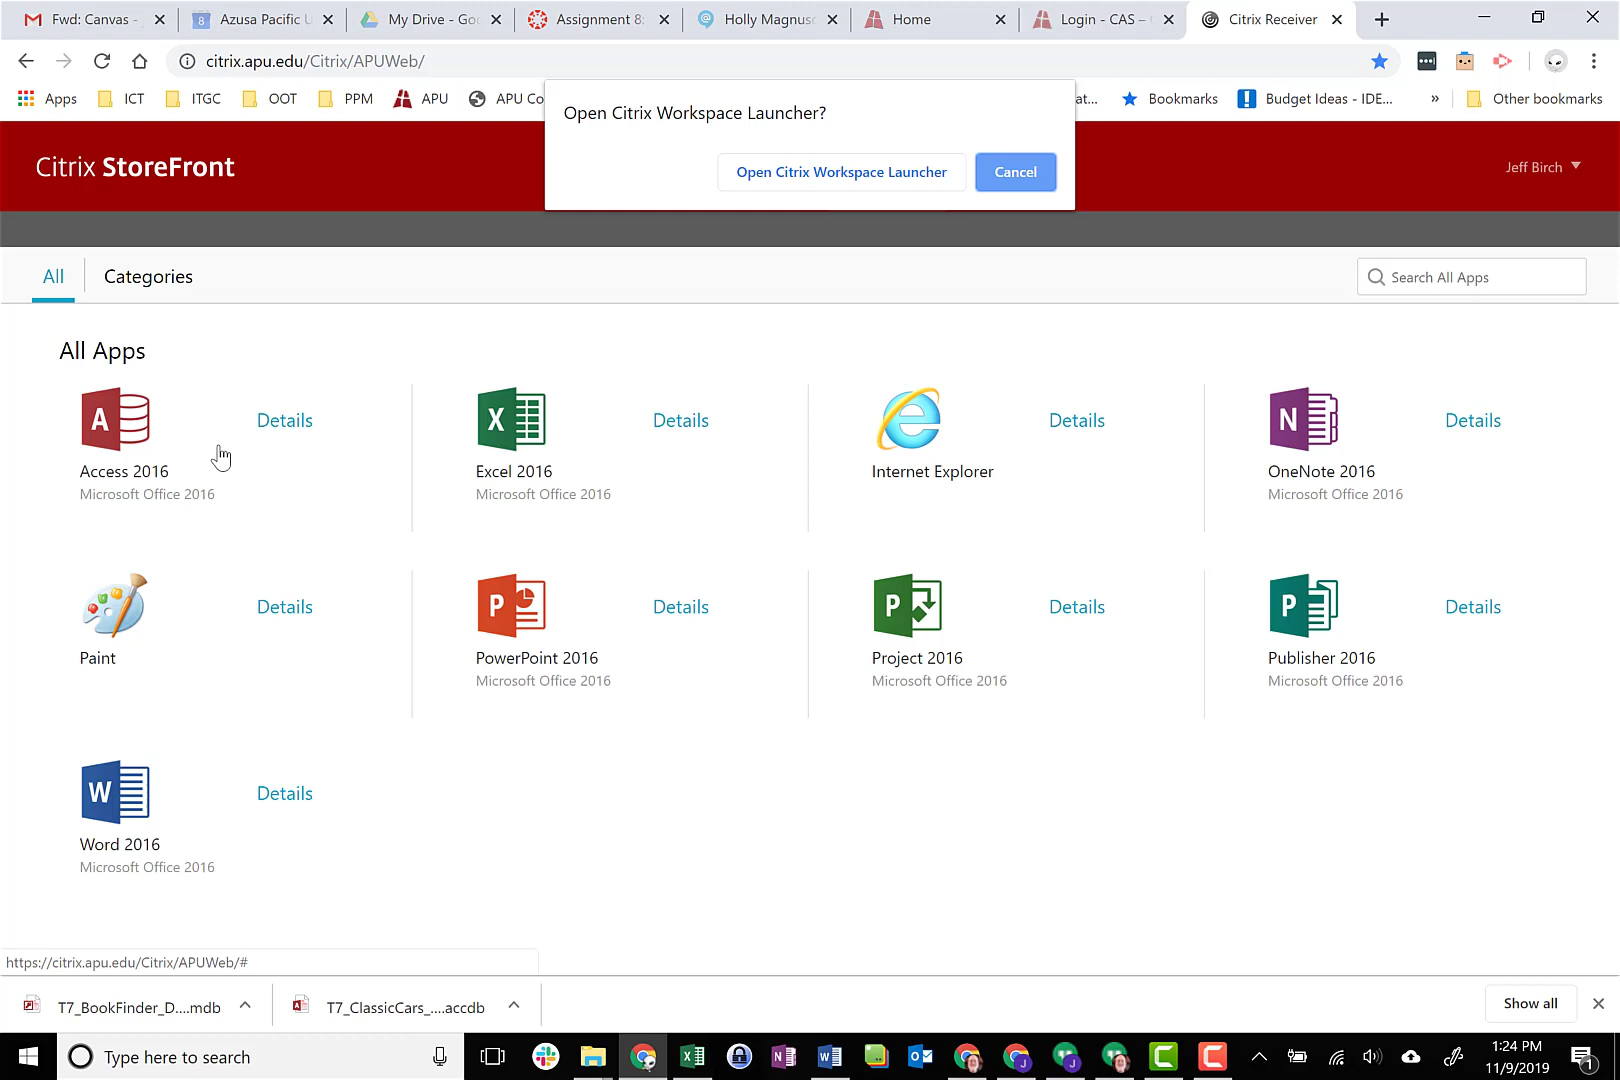 Fwd: Canvas -
Azusa Pacific U
My Drive - Goo
Assignment 8:
Holly Magnuso
Home
Login - CAS –
Citrix Receiver
citrix.apu.edu/Citrix/APUWeb/
Apps
ICT
ITGC
OOT
PPM
APU
APU Co
at...
Bookmarks
Budget Ideas - IDE...
»
Other bookmarks
Open Citrix Workspace Launcher?
Open Citrix Workspace Launcher
Cancel
Citrix StoreFront
Jeff Birch
All
Categories
Search All Apps
All Apps
Details
Details
Details
Details
Access 2016
Excel 2016
Internet Explorer
OneNote 2016
Microsoft Office 2016
Microsoft Office 2016
Microsoft Office 2016
Details
Details
Details
Details
Paint
PowerPoint 2016
Project 2016
Publisher 2016
Microsoft Office 2016
Microsoft Office 2016
Microsoft Office 2016
Details
Word 2016
Microsoft Office 2016
https://citrix.apu.edu/Citrix/APUWeb/#
T7_BookFinder_D....mdb
T7_ClassicCars_....accdb
Show all
Type here to search
1:24 PM
11/9/2019
1